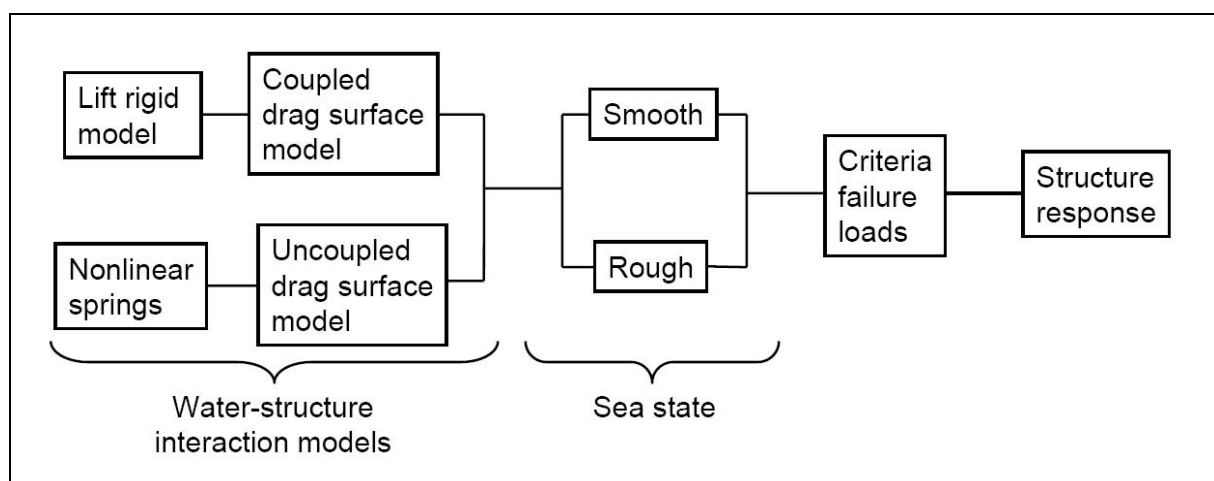 Lift rigid
model
Coupled
drag surface
model
Nonlinear
springs
Uncoupled
drag surface
model
Water-structure
interaction models
Smooth
Rough
Sea state
Criteria
failure
loads
Structure
response